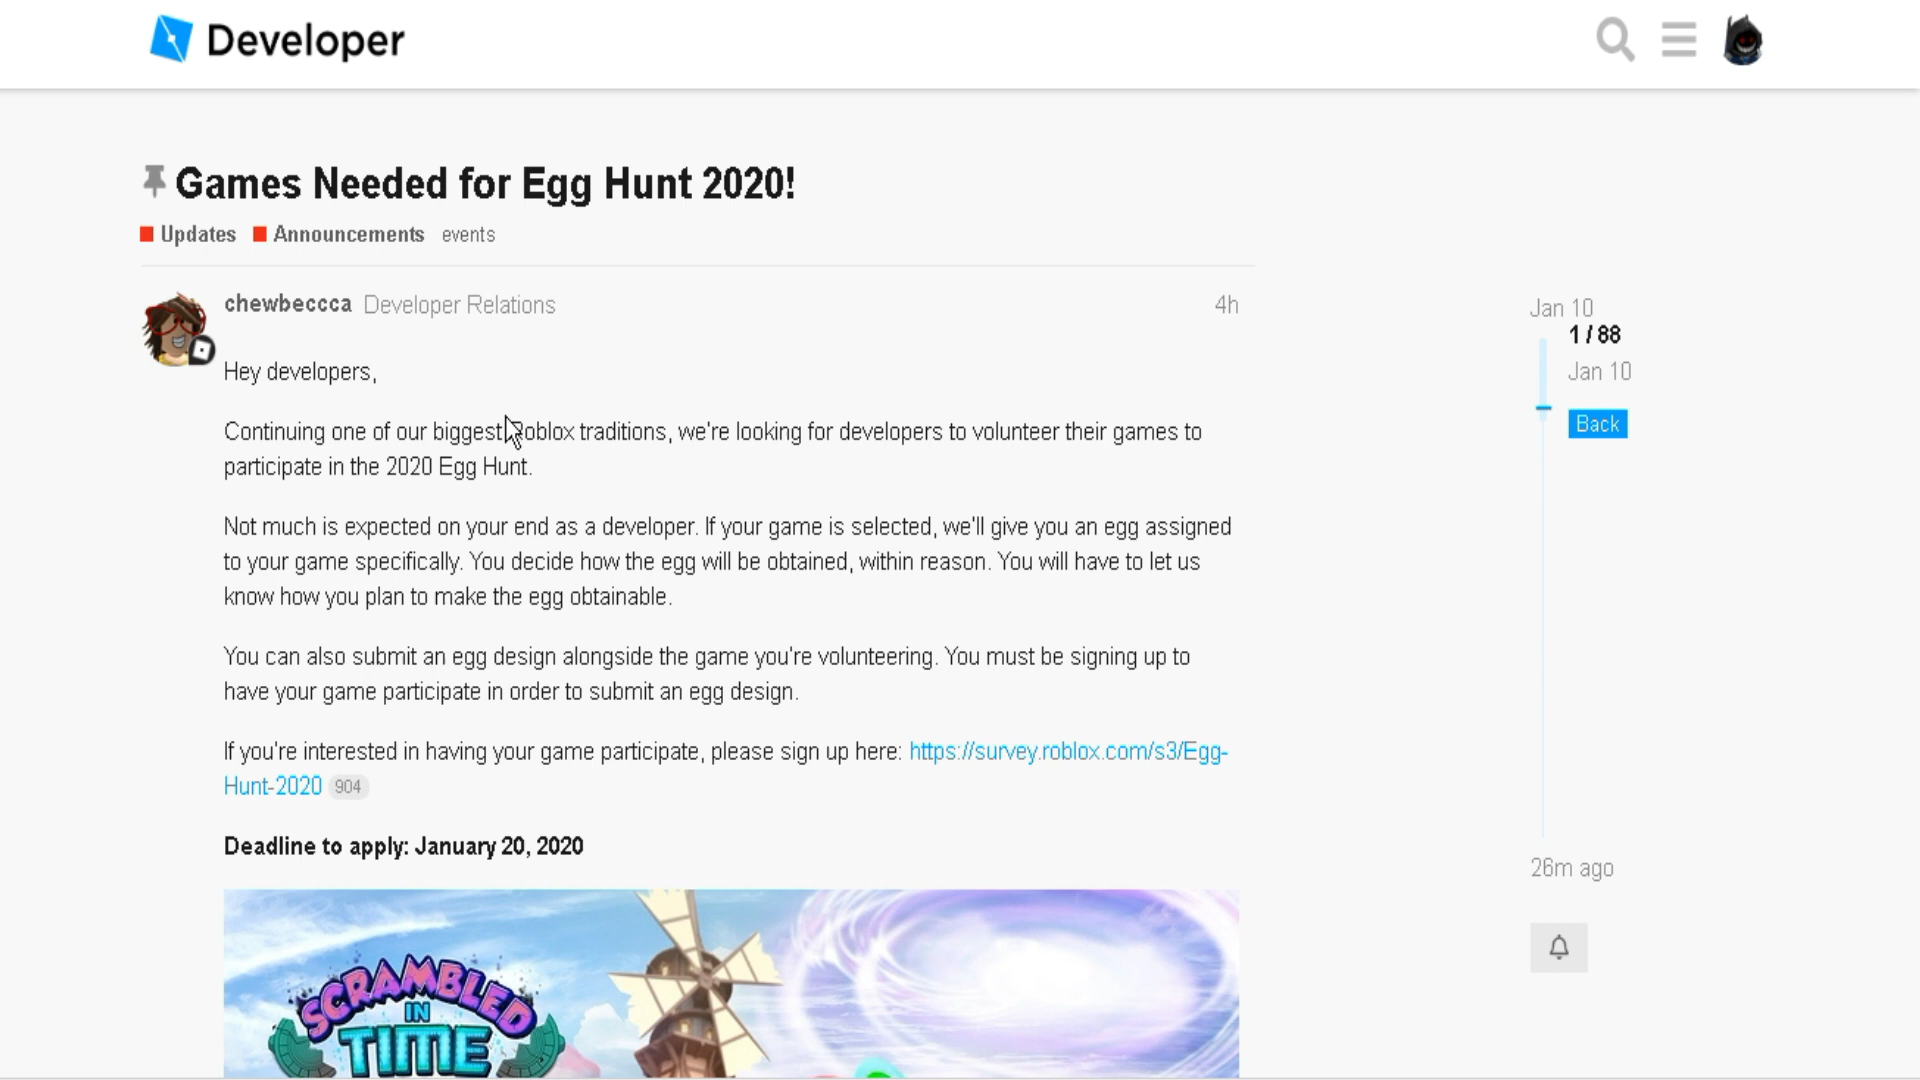 Developer
Games Needed for Egg Hunt 2020!
Updates Announcements events
chewbeccca Developer Relations 4h
Hey developers,
Continuing one of our biggest Roblox traditions, we're looking for developers to volunteer their games to
participate in the 2020 Egg Hunt.
Not much is expected on your end as a developer. If your game is selected, we'll give you an egg assigned
to your game specifically. You decide how the egg will be obtained, within reason. You will have to let us
know how you plan to make the egg obtainable.
You can also submit an egg design alongside the game you're volunteering. You must be signing up to
have your game participate in order to submit an egg design.
If you're interested in having your game participate, please sign up here: https://survey.roblox.com/s3/Egg-
Hunt-2020 904
Deadline to apply: January 20, 2020
SCRAMBLED
IN
TIME
Jan 10
1 / 88
Jan 10
Back
26m ago